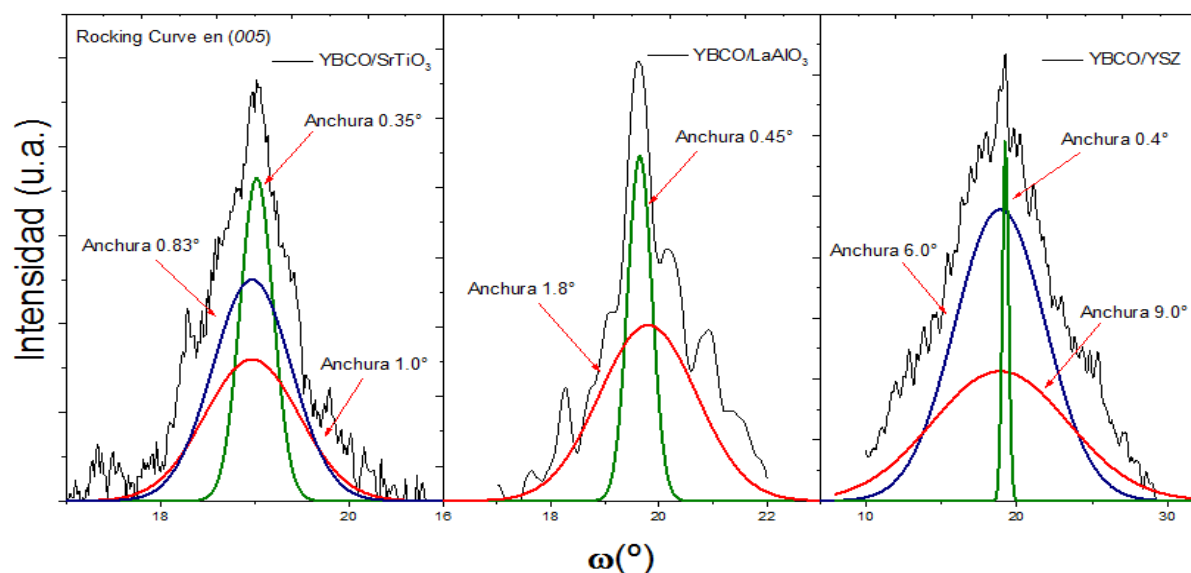 Rocking Curve en (005)
YBCO/SrTiO₃
Anchura 0.35°
Anchura 0.83°
Anchura 1.0°
YBCO/LaAlO₃
Anchura 0.45°
Anchura 1.8°
YBCO/YSZ
Anchura 0.4°
Anchura 6.0°
Anchura 9.0°
Intensidad (u.a.)
18 20 16 18 20 22 10 20 30
ω(°)